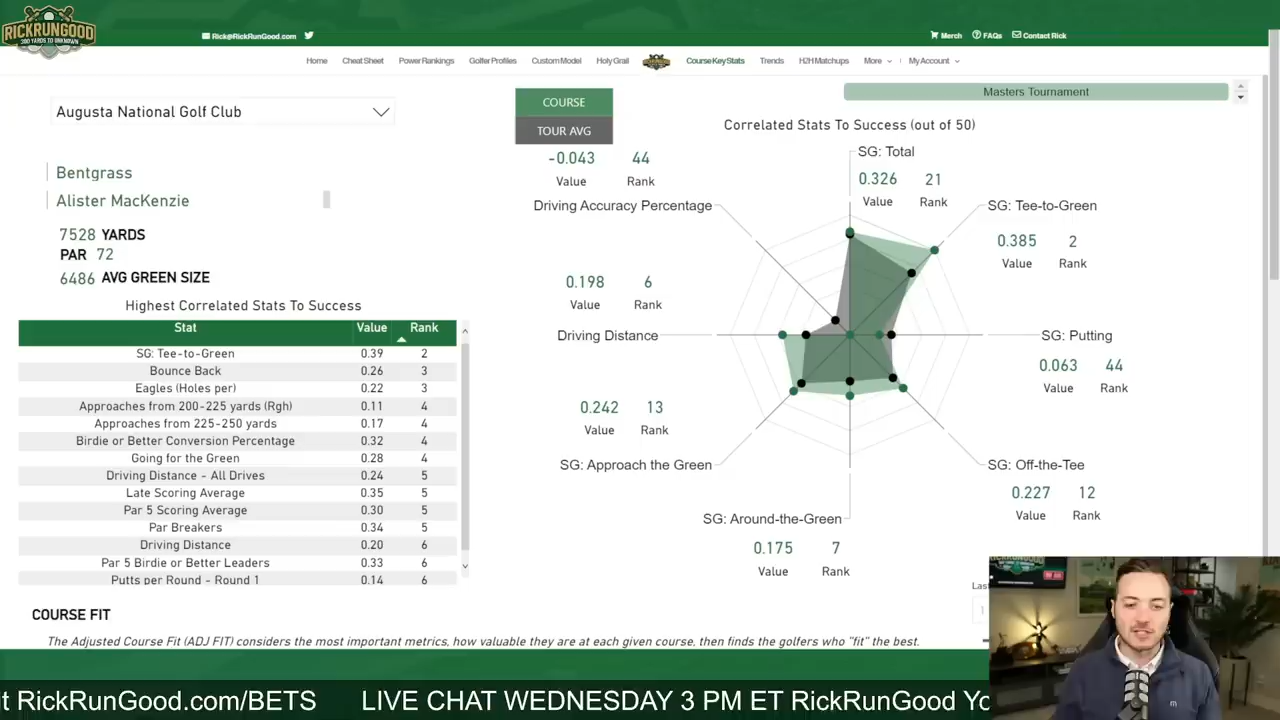 RICKRUNGOOD
300 YARDS TO UNKNOWN
Rick@RickRunGood.com
Merch FAQs Contact Rick
Home Cheat Sheet Power Rankings Golfer Profiles Custom Model Holy Grail Course Key Stats Trends H2H Matchups More My Account
Augusta National Golf Club
Bentgrass
Alister MacKenzie
7528 YARDS
PAR 72
6486 AVG GREEN SIZE
Highest Correlated Stats To Success
Stat Value Rank
SG: Tee-to-Green 0.39 2
Bounce Back 0.26 3
Eagles (Holes per) 0.22 3
Approaches from 200-225 yards (Rgh) 0.11 4
Approaches from 225-250 yards 0.17 4
Birdie or Better Conversion Percentage 0.32 4
Going for the Green 0.28 4
Driving Distance - All Drives 0.24 5
Late Scoring Average 0.35 5
Par 5 Scoring Average 0.30 5
Par Breakers 0.34 5
Driving Distance 0.20 6
Par 5 Birdie or Better Leaders 0.33 6
Putts per Round - Round 1 0.14 6
COURSE
TOUR AVG
Masters Tournament
Correlated Stats To Success (out of 50)
SG: Total
0.326 21
Value Rank
SG: Tee-to-Green
0.385 2
Value Rank
SG: Putting
0.063 44
Value Rank
SG: Off-the-Tee
0.227 12
Value Rank
SG: Around-the-Green
0.175 7
Value Rank
SG: Approach the Green
0.242 13
Value Rank
Driving Distance
0.198 6
Value Rank
Driving Accuracy Percentage
-0.043 44
Value Rank
Las
1
COURSE FIT
The Adjusted Course Fit (ADJ FIT) considers the most important metrics, how valuable they are at each given course, then finds the golfers who "fit" the best.
it RickRunGood.com/BETS LIVE CHAT WEDNESDAY 3 PM ET RickRunGood Yo
m